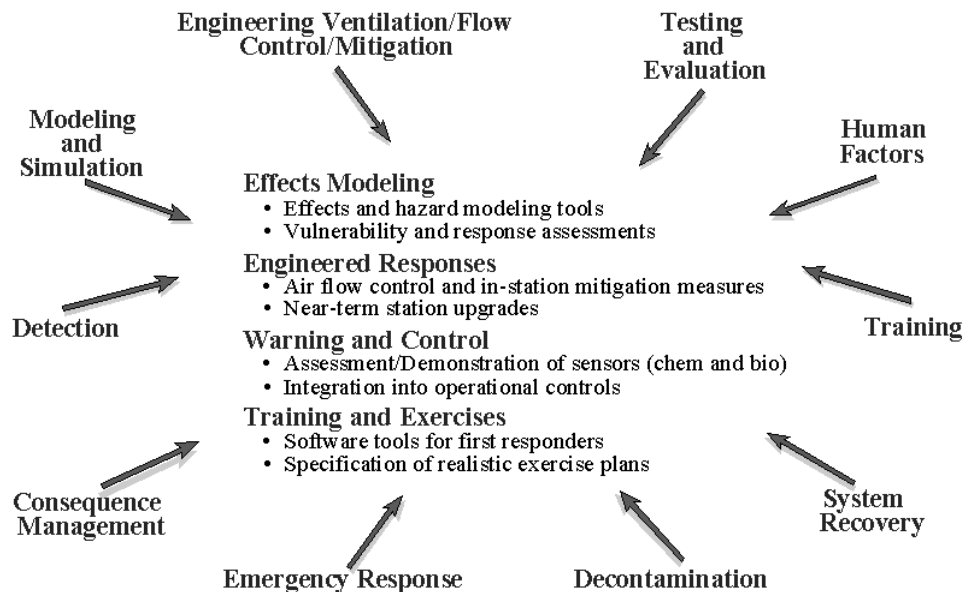 Engineering Ventilation/Flow
Control/Mitigation
Testing
and
Evaluation
Modeling
and
Simulation
Human
Factors
Effects Modeling
• Effects and hazard modeling tools
• Vulnerability and response assessments
Engineered Responses
• Air flow control and in-station mitigation measures
• Near-term station upgrades
Detection
Training
Warning and Control
• Assessment/Demonstration of sensors (chem and bio)
• Integration into operational controls
Training and Exercises
• Software tools for first responders
• Specification of realistic exercise plans
Consequence
Management
System
Recovery
Emergency Response
Decontamination